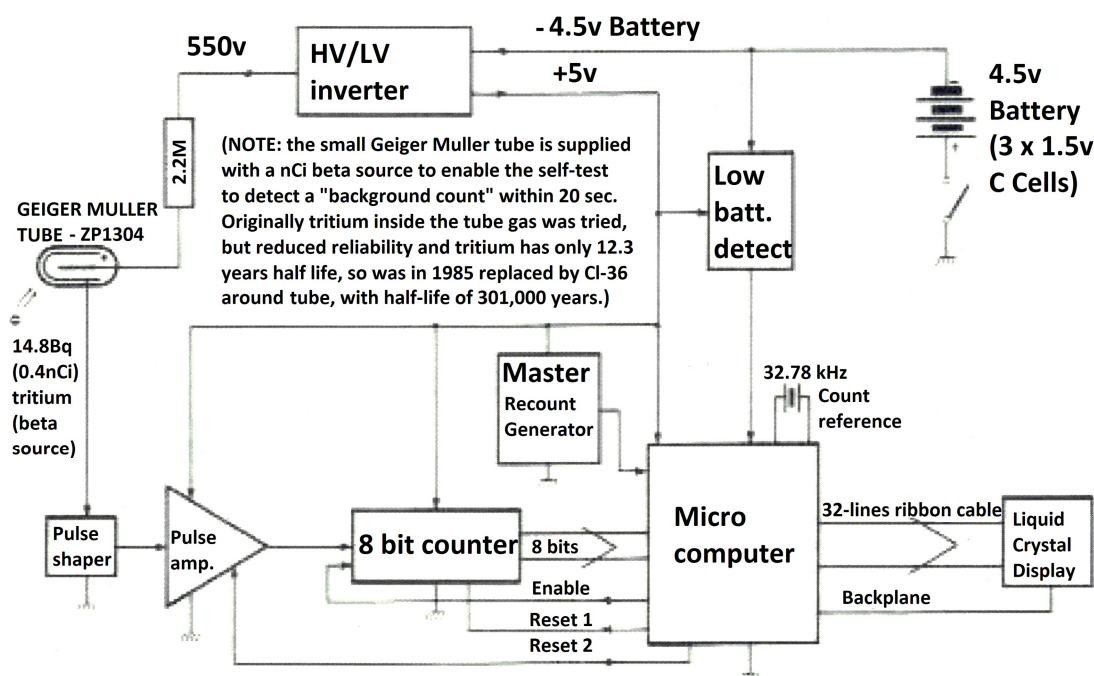 550v
HV/LV
inverter
- 4.5v Battery
+5v
4.5v
Battery
(3 x 1.5v
C Cells)
2.2M
(NOTE: the small Geiger Muller tube is supplied
with a nCi beta source to enable the self-test
to detect a "background count" within 20 sec.
Originally tritium inside the tube gas was tried,
but reduced reliability and tritium has only 12.3
years half life, so was in 1985 replaced by Cl-36
around tube, with half-life of 301,000 years.)
Low
batt.
detect
GEIGER MULLER
TUBE - ZP1304
14.8Bq
(0.4nCi)
tritium
(beta
source)
Master
Recount
Generator
32.78 kHz
Count
reference
Pulse
shaper
Pulse
amp.
8 bit counter
8 bits
Enable
Reset 1
Reset 2
Micro
computer
32-lines ribbon cable
Backplane
Liquid
Crystal
Display